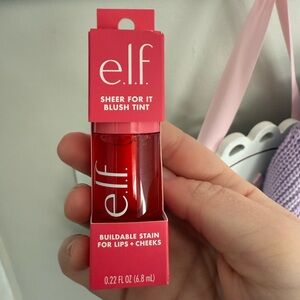 e.l.f.
SHEER FOR IT
BLUSH TINT
e.l.f.
BUILDABLE STAIN
FOR LIPS + CHEEKS
0.22 FL OZ (6.8 mL)